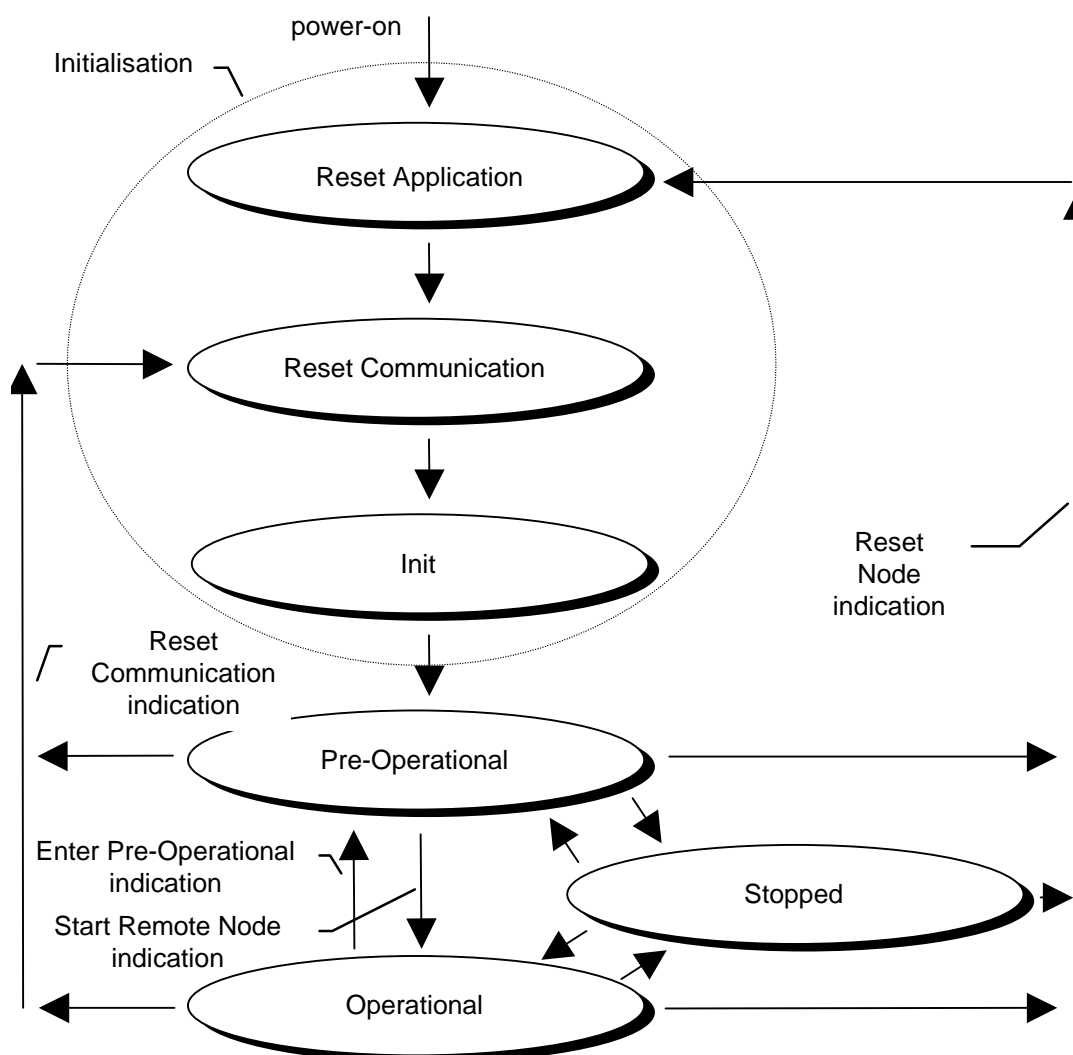 power-on
Initialisation
Reset Application
Reset Communication
Init
Reset
Node
indication
Reset
Communication
indication
Pre-Operational
Enter Pre-Operational
indication
Stopped
Start Remote Node
indication
Operational